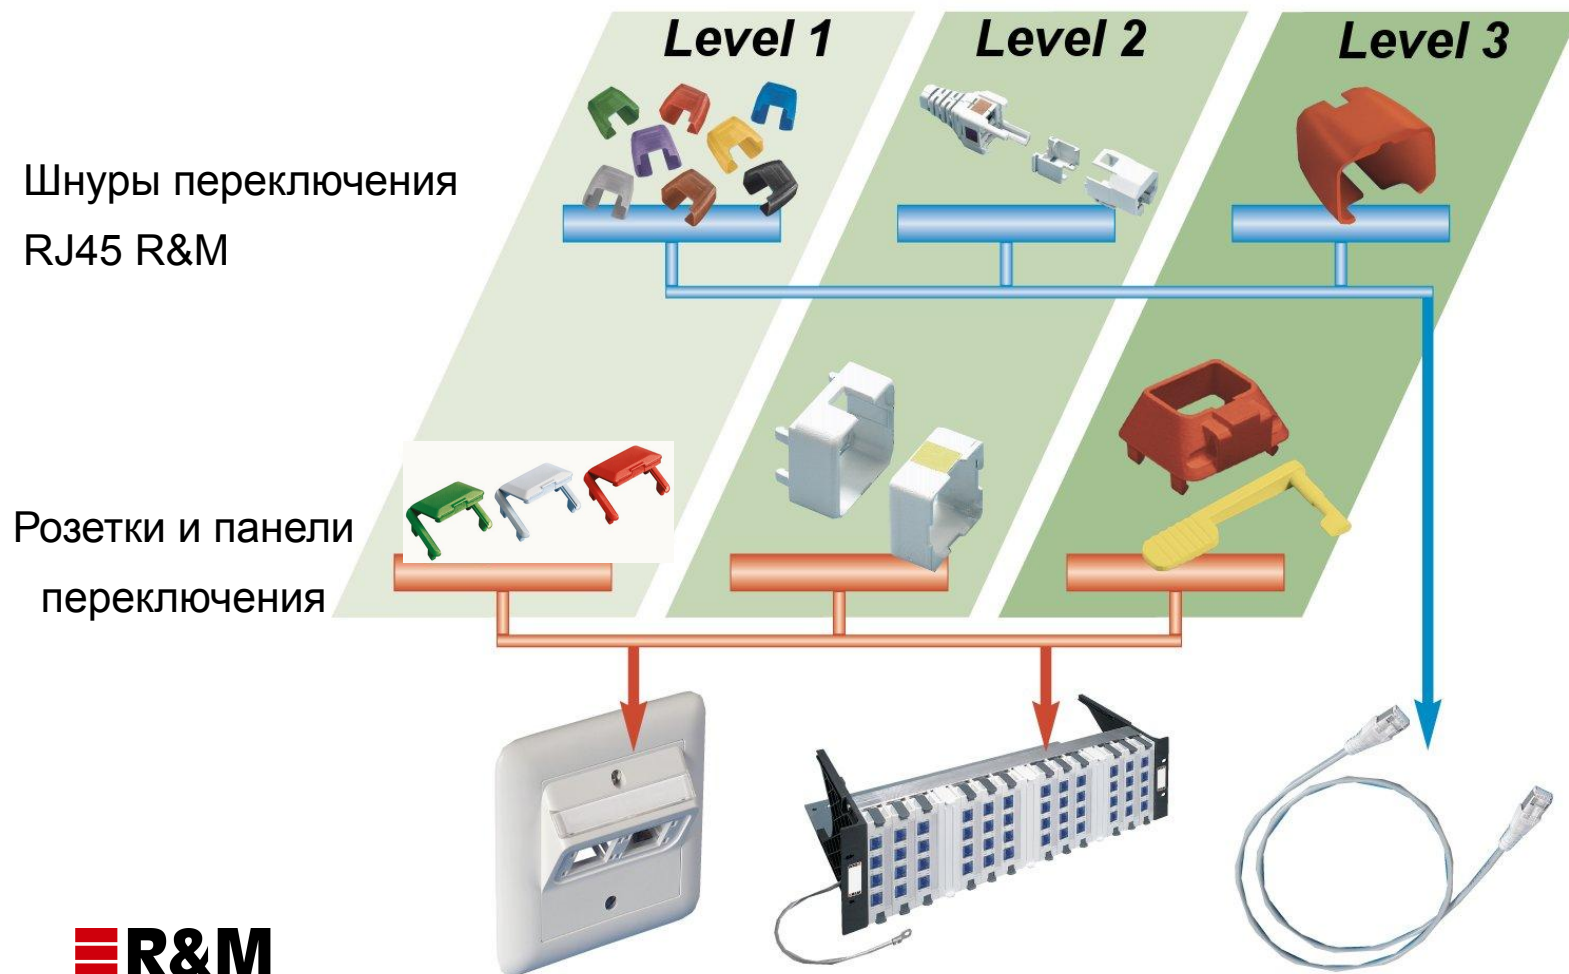 Level 1
Level 2
Level 3
Шнуры переключения
RJ45 R&M
Розетки и панели
переключения
R&M